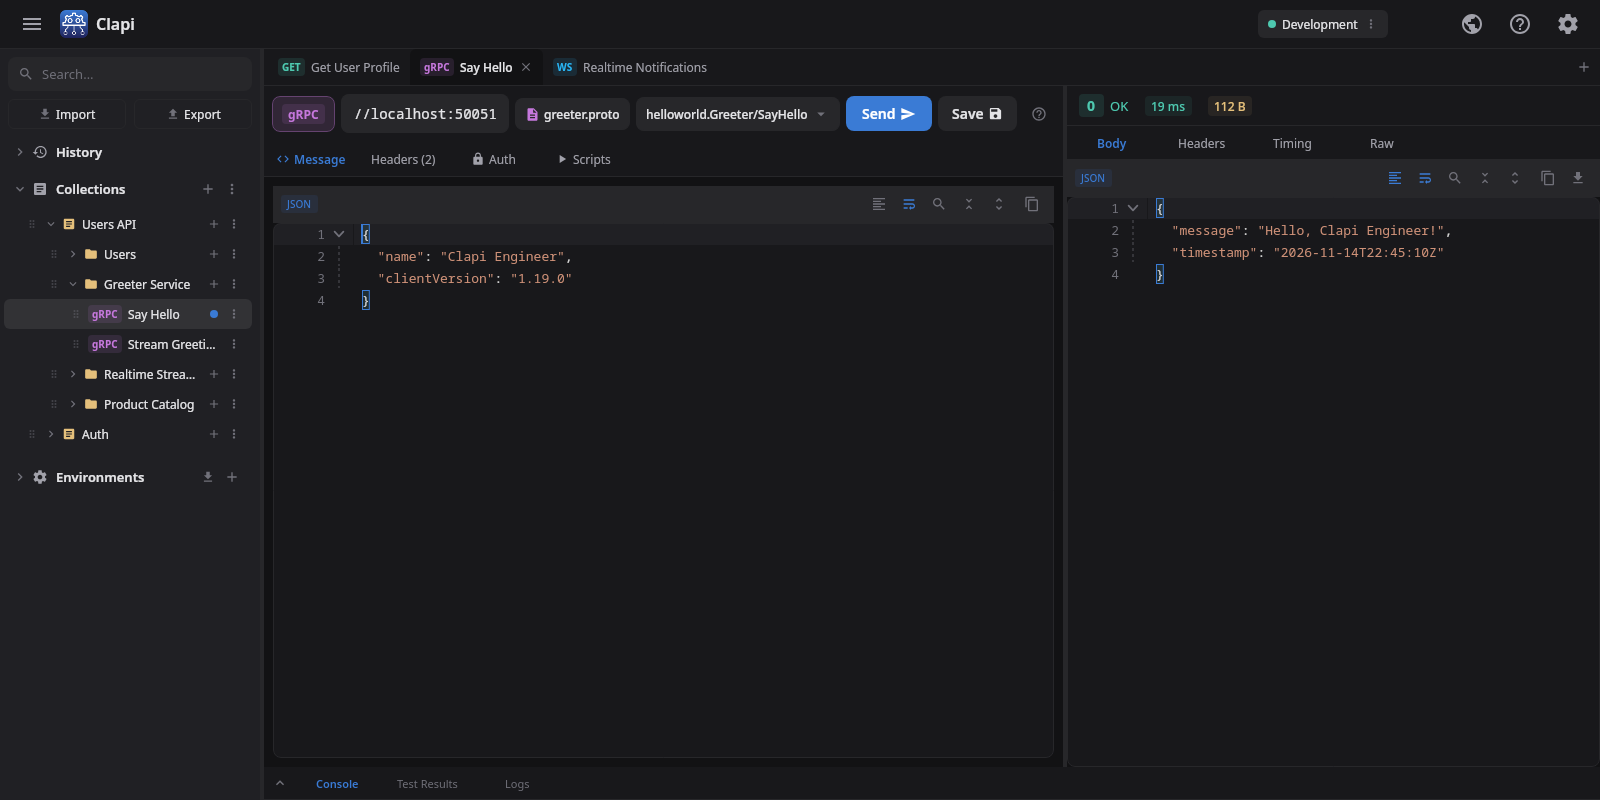 Clapi
Development
Search...
Import
Export
History
Collections
Users API
Users
Greeter Service
gRPC Say Hello
gRPC Stream Greeti...
Realtime Strea...
Product Catalog
Auth
Environments
GET Get User Profile
gRPC Say Hello
WS Realtime Notifications
gRPC
//localhost:50051
greeter.proto
helloworld.Greeter/SayHello
Send
Save
Message
Headers (2)
Auth
Scripts
JSON
1 {
2 "name": "Clapi Engineer",
3 "clientVersion": "1.19.0"
4 }
0 OK
19 ms
112 B
Body
Headers
Timing
Raw
JSON
1 {
2 "message": "Hello, Clapi Engineer!",
3 "timestamp": "2026-11-14T22:45:10Z"
4 }
Console
Test Results
Logs